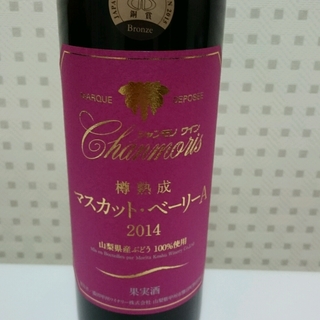 銅賞
Bronze
MARQUE DEPOSEE
シャンモリ ワイン
Chanmoris
樽熟成
マスカット・ベーリーA
2014
山梨県産ぶどう100%使用
果実酒